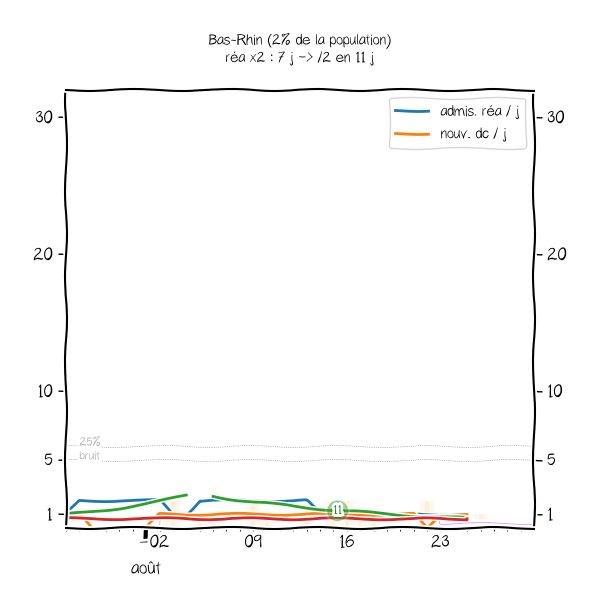 Bas-Rhin (2% de la population)
réa x2 : 7 j -> /2 en 11 j
admis. réa / j
nouv. dc / j
30
30
20
20
10
10
25%
bruit
5
5
11
1
1
02
09
16
23
août